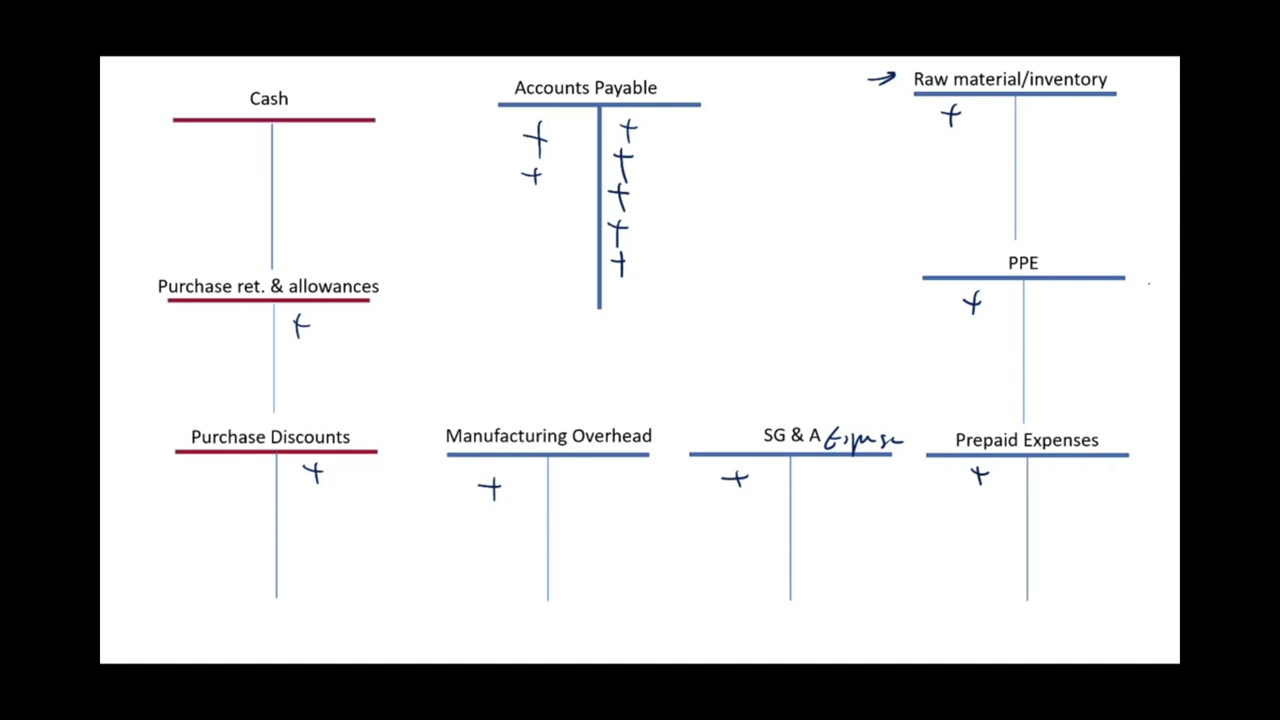 Cash
Accounts Payable
Raw material/inventory
+
+ +
+ +
+
+
+
Purchase ret. & allowances
+
PPE
+
Purchase Discounts
+
Manufacturing Overhead
+
SG & A Expense
+
Prepaid Expenses
+